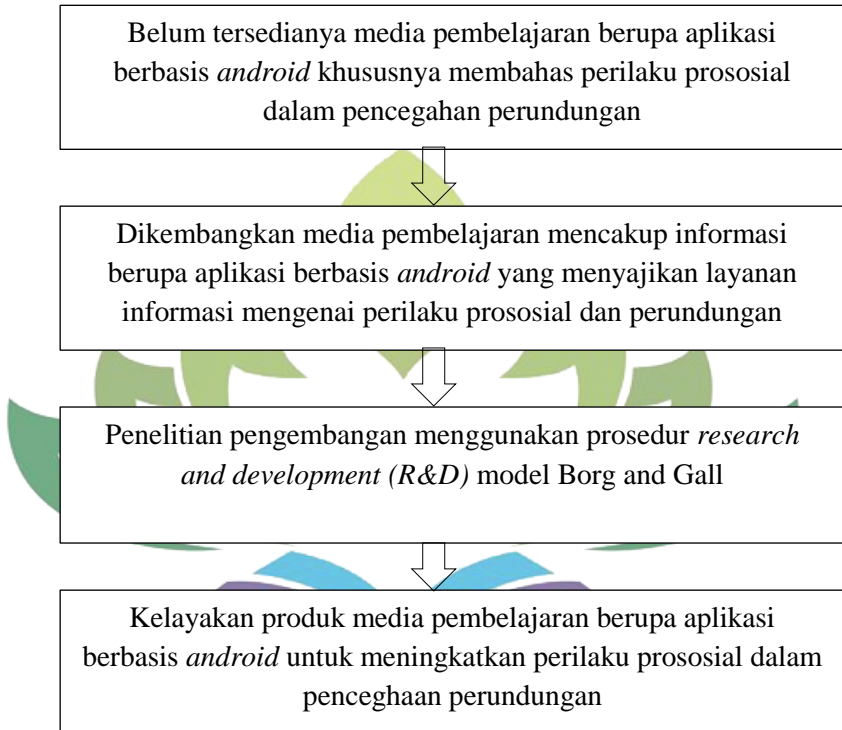 Belum tersedianya media pembelajaran berupa aplikasi
berbasis android khususnya membahas perilaku prososial
dalam pencegahan perundungan
Dikembangkan media pembelajaran mencakup informasi
berupa aplikasi berbasis android yang menyajikan layanan
informasi mengenai perilaku prososial dan perundungan
Penelitian pengembangan menggunakan prosedur research
and development (R&D) model Borg and Gall
Kelayakan produk media pembelajaran berupa aplikasi
berbasis android untuk meningkatkan perilaku prososial dalam
penceghaan perundungan